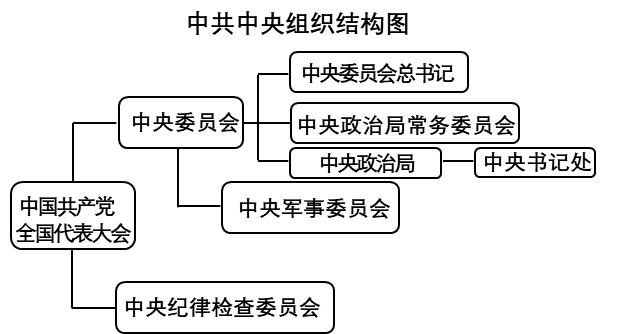 中共中央组织结构图
中央委员会总书记
中央委员会
中央政治局常务委员会
中央政治局
中央书记处
中国共产党
全国代表大会
中央军事委员会
中央纪律检查委员会